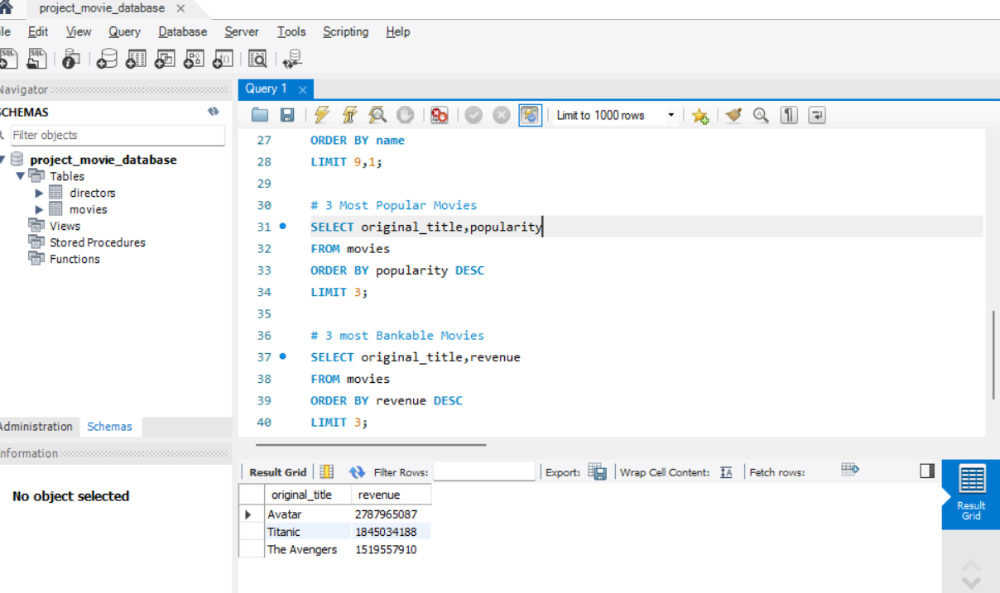 project_movie_database ×
ile Edit View Query Database Server Tools Scripting Help
Navigator
Query 1 ×
SCHEMAS
Limit to 1000 rows
Filter objects
project_movie_database
Tables
directors
movies
Views
Stored Procedures
Functions
27 ORDER BY name
28 LIMIT 9,1;
29
30 # 3 Most Popular Movies
31 SELECT original_title,popularity
32 FROM movies
33 ORDER BY popularity DESC
34 LIMIT 3;
35
36 # 3 most Bankable Movies
37 SELECT original_title,revenue
38 FROM movies
39 ORDER BY revenue DESC
40 LIMIT 3;
Administration Schemas
Information
No object selected
Result Grid Filter Rows: Export: Wrap Cell Content: Fetch rows:
original_title revenue
Avatar 2787965087
Titanic 1845034188
The Avengers 1519557910
Result
Grid